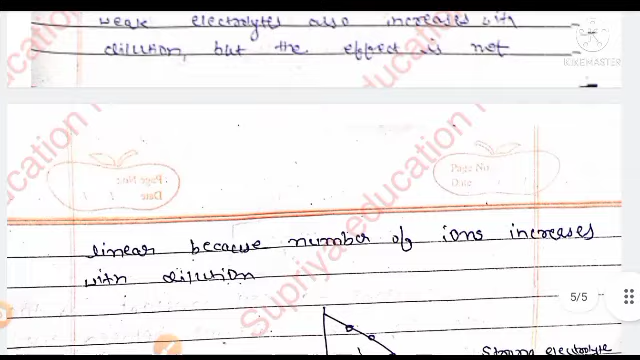 weak electrolytes also increases with
dilution, but the effect is not
KINEMASTER
Page No.
Date
Page No.
Date
linear because number of ions increases
with dilution
5/5
Strong electrolyte
Supriya education